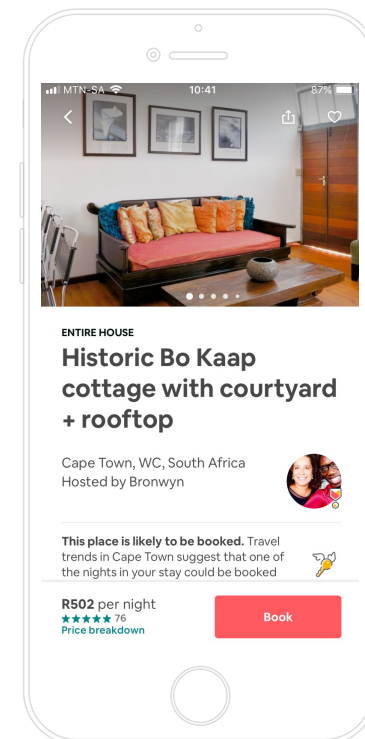 MTN-SA 10:41 87%
ENTIRE HOUSE
Historic Bo Kaap
cottage with courtyard
+ rooftop
Cape Town, WC, South Africa
Hosted by Bronwyn
This place is likely to be booked. Travel
trends in Cape Town suggest that one of
the nights in your stay could be booked
R502 per night
76
Price breakdown
Book